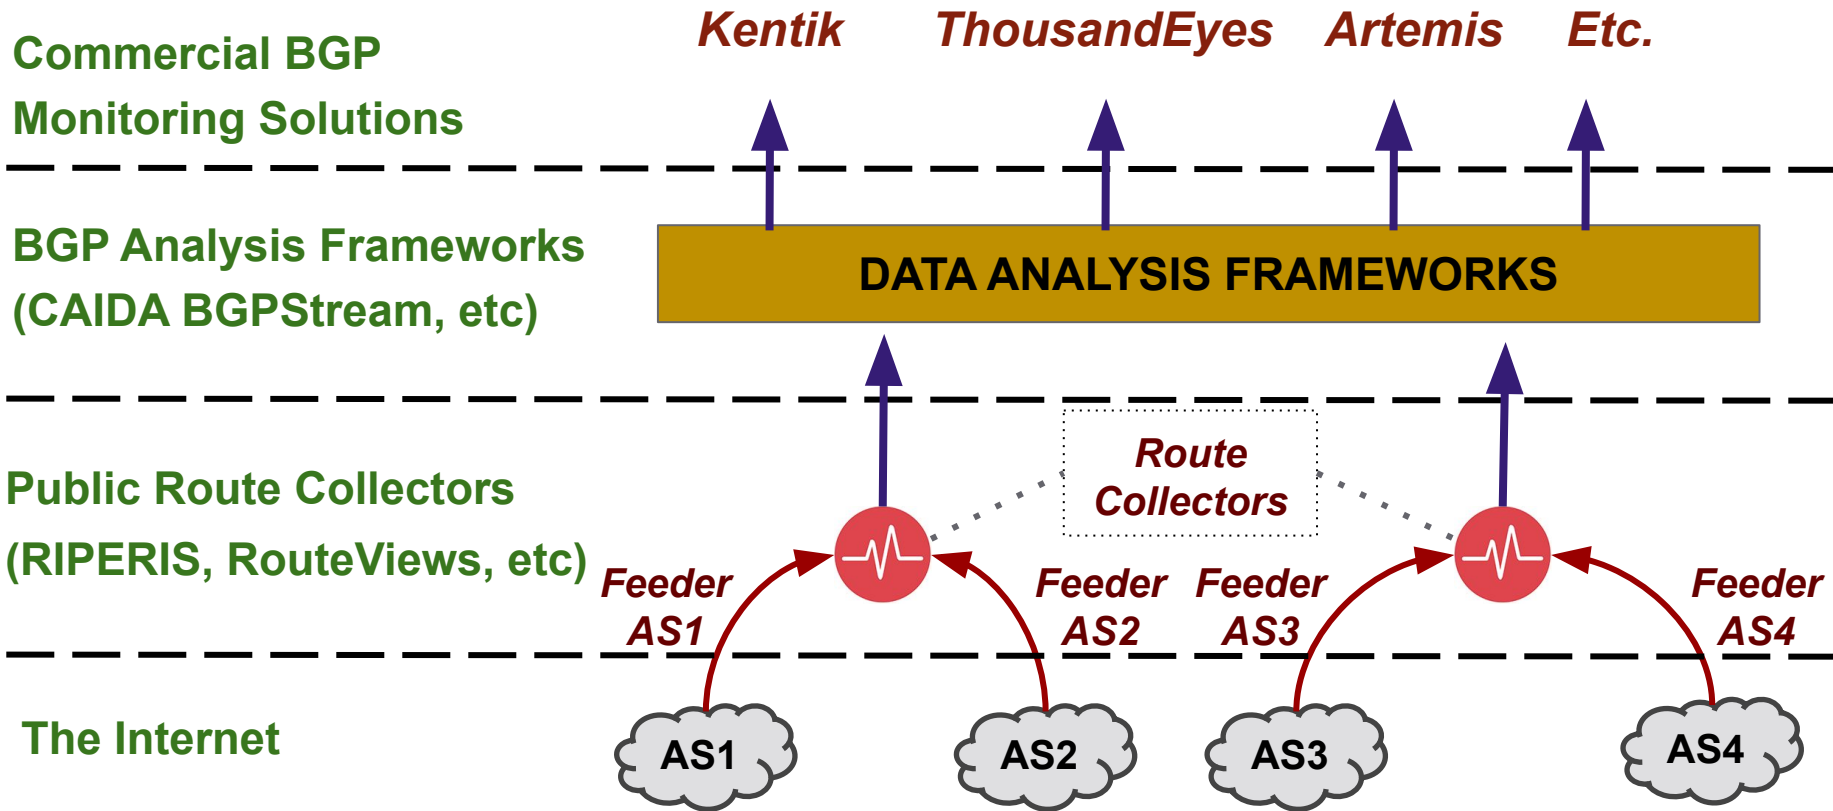 Commercial BGP
Monitoring Solutions
Kentik
ThousandEyes
Artemis
Etc.
BGP Analysis Frameworks
(CAIDA BGPStream, etc)
DATA ANALYSIS FRAMEWORKS
Public Route Collectors
(RIPERIS, RouteViews, etc)
Route
Collectors
Feeder
AS1
Feeder
AS2
Feeder
AS3
Feeder
AS4
The Internet
AS1
AS2
AS3
AS4